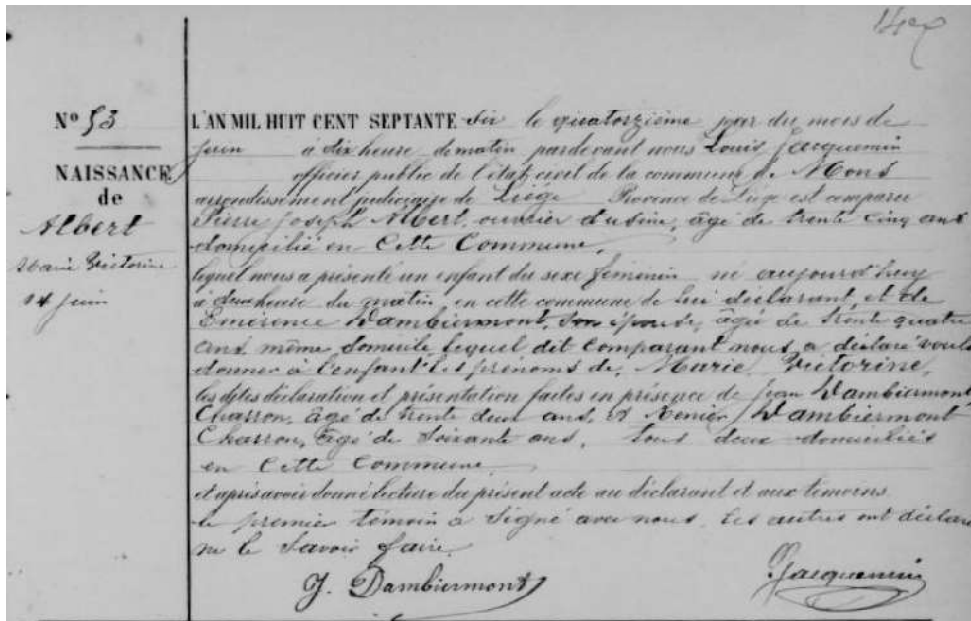 N° 53
NAISSANCE
de
Albert
Marie Victorine
14 juin
L'AN MIL HUIT CENT SEPTANTE Six le quatorzième jour du mois de
juin à dix heure du matin pardevant nous Louis Jacquemin
officier public de l'état civil de la commune de Mons
arrondissement judiciaire de Liége Province de Liége est comparu
Pierre Joseph Albert, ouvrier d'usine, âgé de trente cinq ans
domicilié en Cette Commune,
lequel nous a présenté un enfant du sexe féminin né aujourd'huy
a deux heure du matin, en cette commune de lui déclarant, et de
Emérence Dambiermont, Son épouse, âgé de trente quatre
ans, même domicile lequel dit Comparant nous a déclaré vouloir
donner à l'enfant Les prénoms de, Marie Victorine,
les dites déclaration et présentation faites en présence de Jean Dambiermont
Charron, âgé de trente deux ans, et Renier Dambiermont
Charron, âgé de Soixante ans, tous deux domiciliés
en Cette Commune,
et après avoir donné lecture du présent acte au déclarant et aux témoins
le premier témoin a Signé avec nous, Les autres ont déclaré
ne le Savoir faire,
J. Dambiermont
Jacquemin